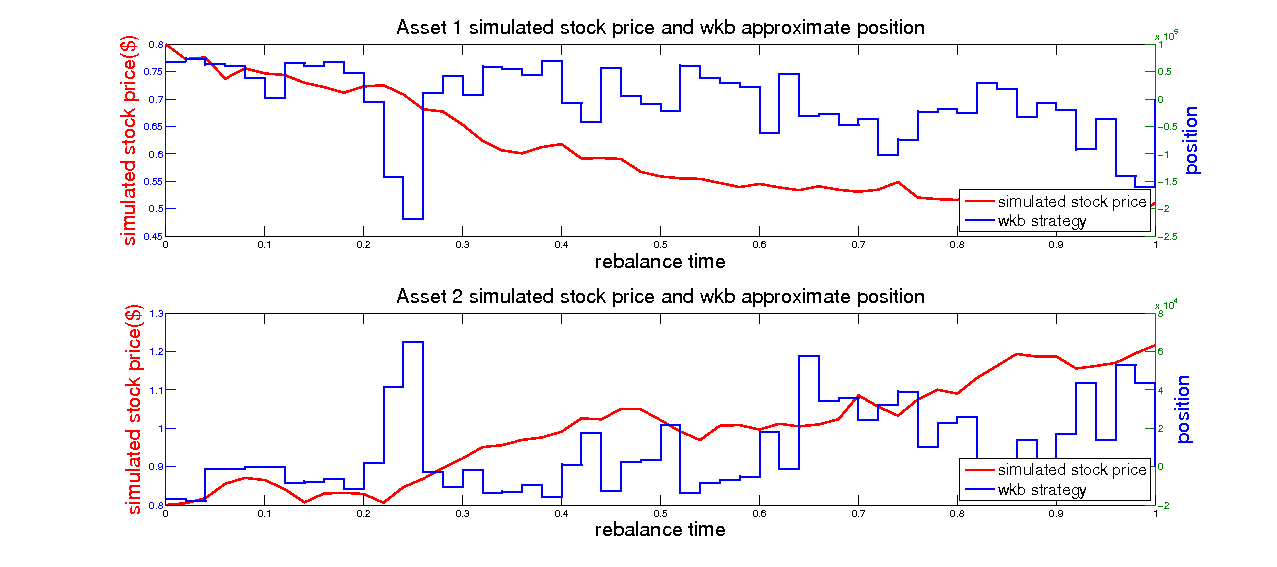 Asset 1 simulated stock price and wkb approximate position
x 10^5
simulated stock price($)
0.8
0.75
0.7
0.65
0.6
0.55
0.5
0.45
1
0.5
0
−0.5
−1
−1.5
−2
−2.5
position
simulated stock price
wkb strategy
0 0.1 0.2 0.3 0.4 0.5 0.6 0.7 0.8 0.9 1
rebalance time
Asset 2 simulated stock price and wkb approximate position
x 10^4
simulated stock price($)
1.3
1.2
1.1
1
0.9
0.8
8
6
4
2
0
−2
position
simulated stock price
wkb strategy
0 0.1 0.2 0.3 0.4 0.5 0.6 0.7 0.8 0.9 1
rebalance time